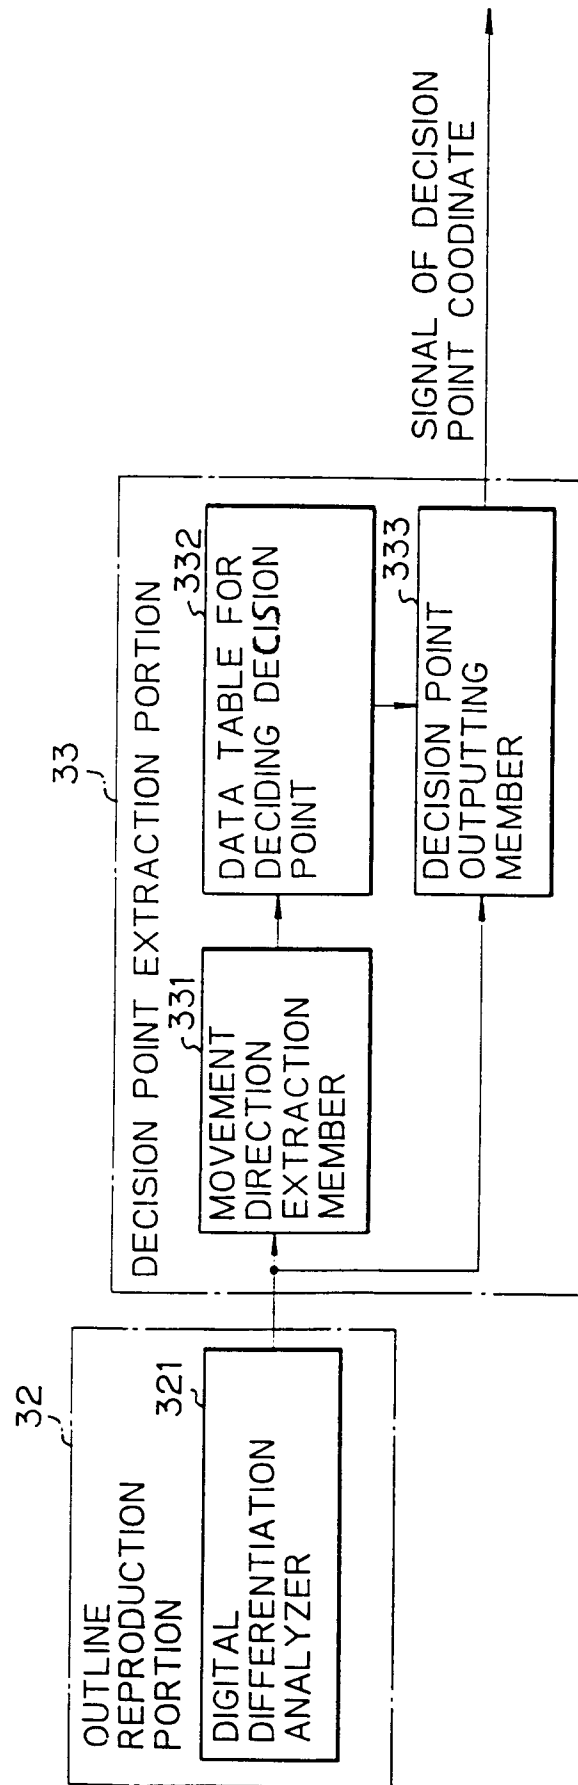 32
OUTLINE
REPRODUCTION
PORTION
321
DIGITAL
DIFFERENTIATION
ANALYZER
33
DECISION POINT EXTRACTION PORTION
331
MOVEMENT
DIRECTION
EXTRACTION
MEMBER
332
DATA TABLE FOR
DECIDING DECISION
POINT
333
DECISION POINT
OUTPUTTING
MEMBER
SIGNAL OF DECISION
POINT COODINATE